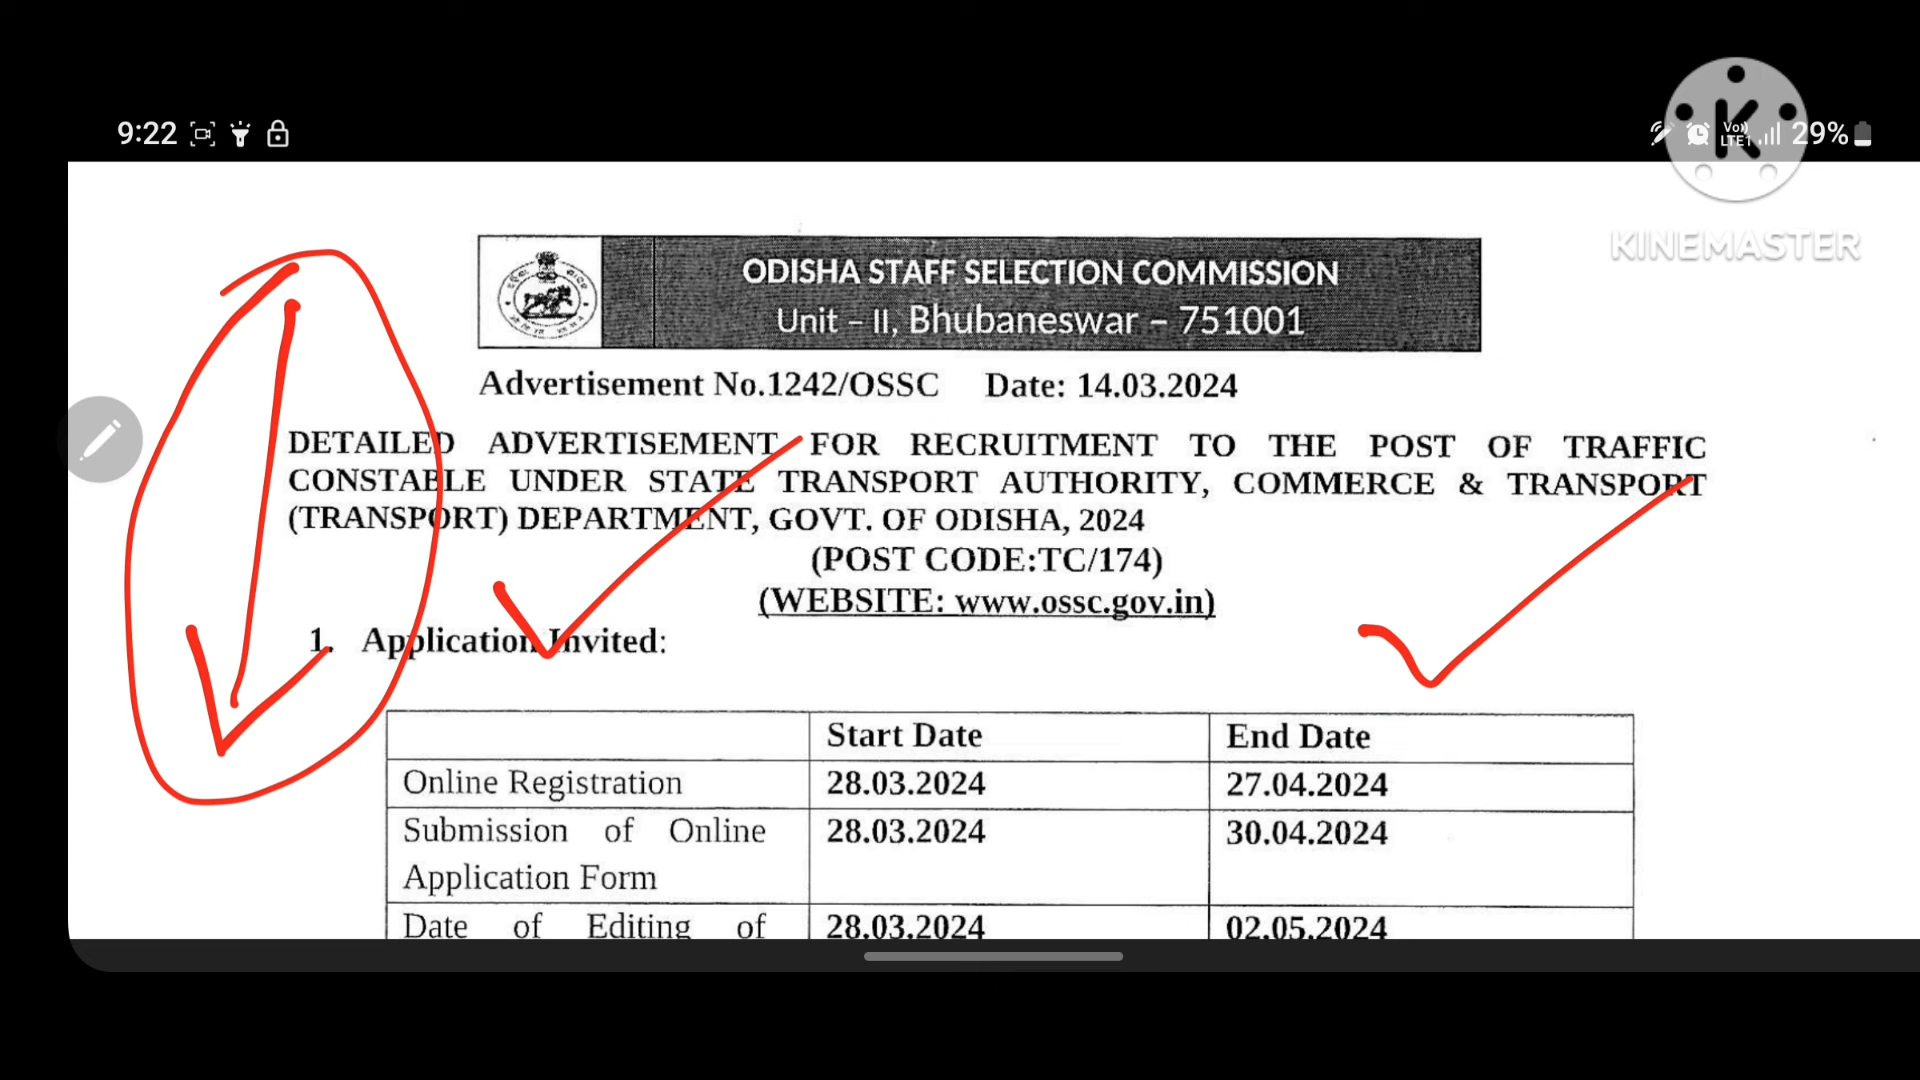 9:22
Vo))
LTE1
29%
KINEMASTER
ODISHA STAFF SELECTION COMMISSION
Unit – II, Bhubaneswar – 751001
Advertisement No.1242/OSSC Date: 14.03.2024
DETAILED ADVERTISEMENT FOR RECRUITMENT TO THE POST OF TRAFFIC
CONSTABLE UNDER STATE TRANSPORT AUTHORITY, COMMERCE & TRANSPORT
(TRANSPORT) DEPARTMENT, GOVT. OF ODISHA, 2024
(POST CODE:TC/174)
(WEBSITE: www.ossc.gov.in)
1. Application Invited:
Start Date End Date
Online Registration 28.03.2024 27.04.2024
Submission of Online 28.03.2024 30.04.2024
Application Form
Date of Editing of 28.03.2024 02.05.2024